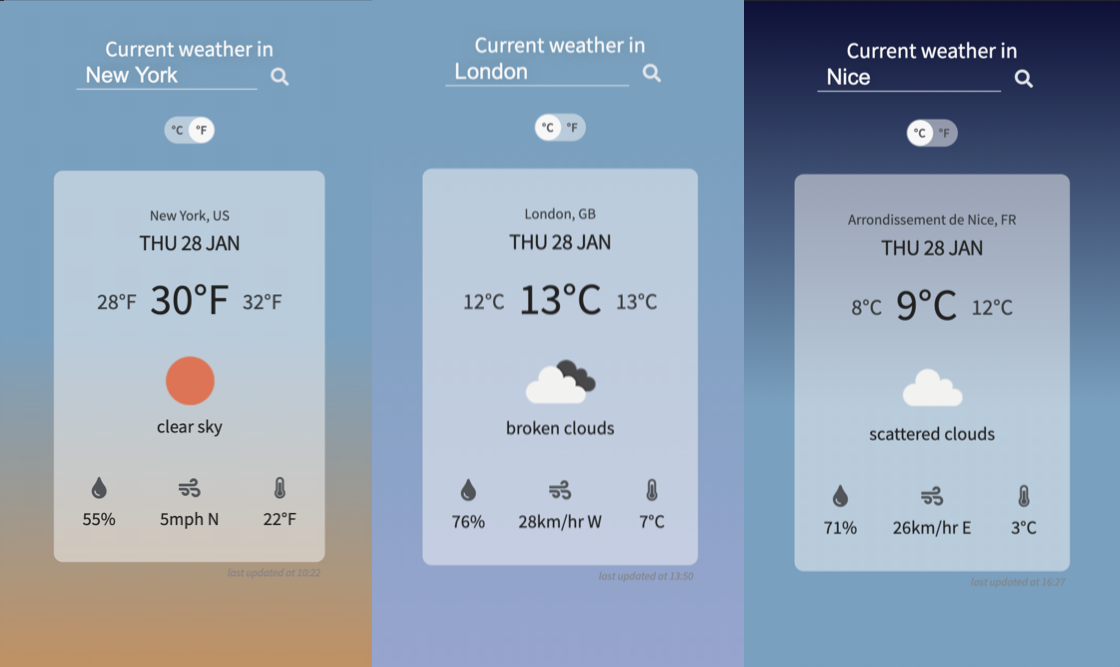 Current weather in
New York
°C °F
New York, US
THU 28 JAN
28°F 30°F 32°F
clear sky
55% 5mph N 22°F
last updated at 10:22
Current weather in
London
°C °F
London, GB
THU 28 JAN
12°C 13°C 13°C
broken clouds
76% 28km/hr W 7°C
last updated at 13:50
Current weather in
Nice
°C °F
Arrondissement de Nice, FR
THU 28 JAN
8°C 9°C 12°C
scattered clouds
71% 26km/hr E 3°C
last updated at 16:27